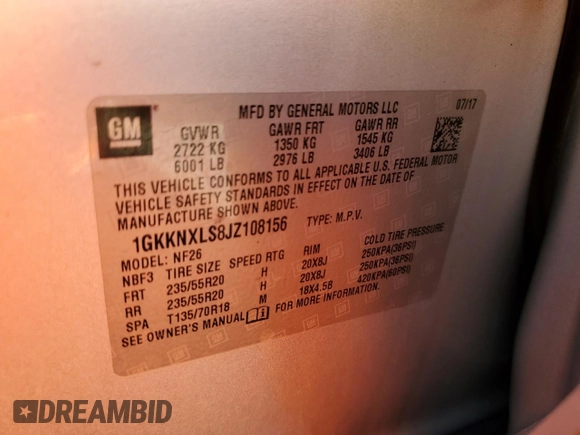 GM
MFD BY GENERAL MOTORS LLC 07/17
GVWR GAWR FRT GAWR RR
2722 KG 1350 KG 1545 KG
6001 LB 2976 LB 3406 LB
THIS VEHICLE CONFORMS TO ALL APPLICABLE U.S. FEDERAL MOTOR
VEHICLE SAFETY STANDARDS IN EFFECT ON THE DATE OF
MANUFACTURE SHOWN ABOVE.
1GKKNXLS8JZ108156 TYPE: M.P.V.
MODEL: NF26
NBF3 TIRE SIZE SPEED RTG RIM COLD TIRE PRESSURE
FRT 235/55R20 H 20X8J 250KPA(36PSI)
RR 235/55R20 H 20X8J 250KPA(36PSI)
SPA T135/70R18 M 18X4.5B 420KPA(60PSI)
SEE OWNER'S MANUAL FOR MORE INFORMATION.
DREAMBID